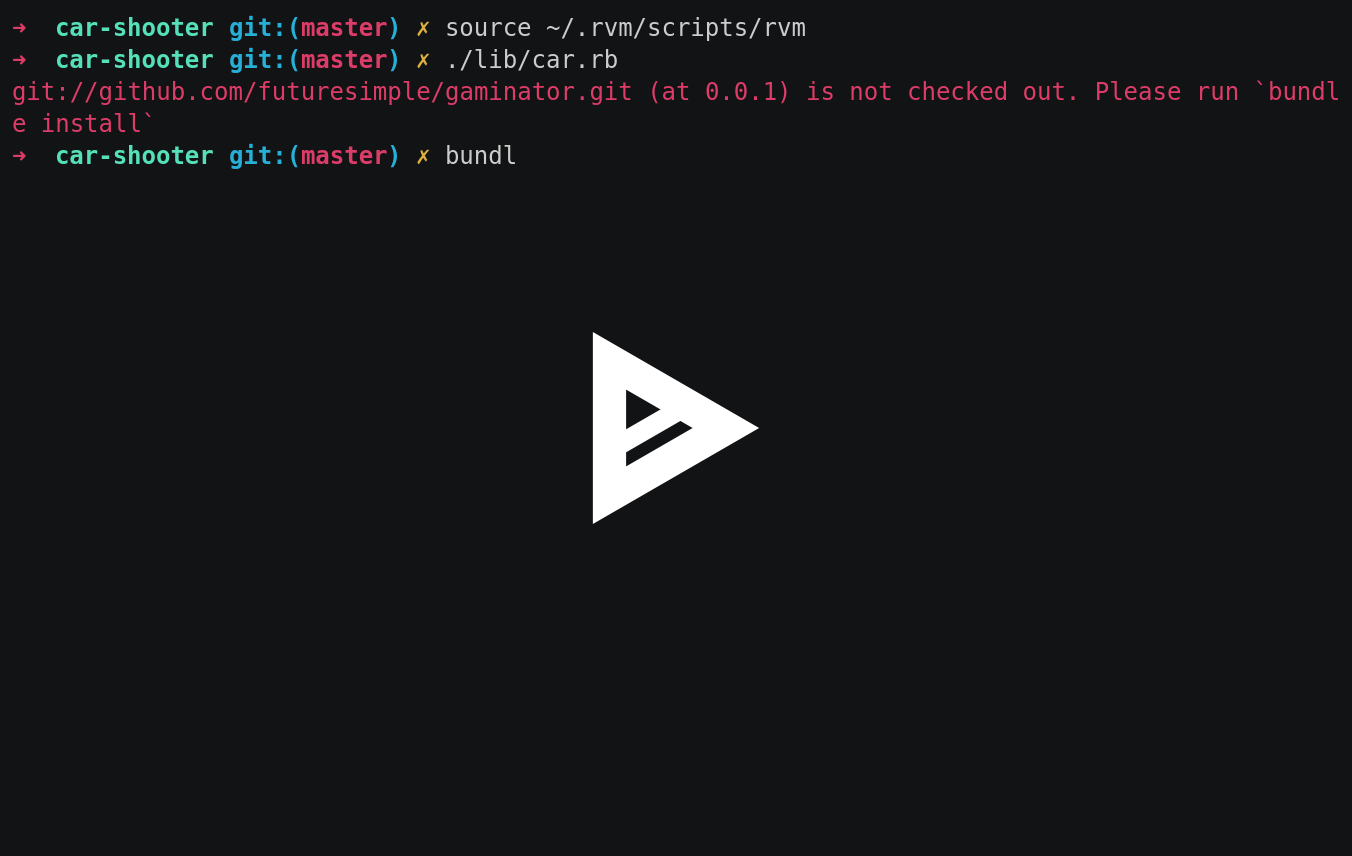 ➜  car-shooter git:(master) ✗ source ~/.rvm/scripts/rvm
➜  car-shooter git:(master) ✗ ./lib/car.rb
git://github.com/futuresimple/gaminator.git (at 0.0.1) is not checked out. Please run `bundl
e install`
➜  car-shooter git:(master) ✗ bundl